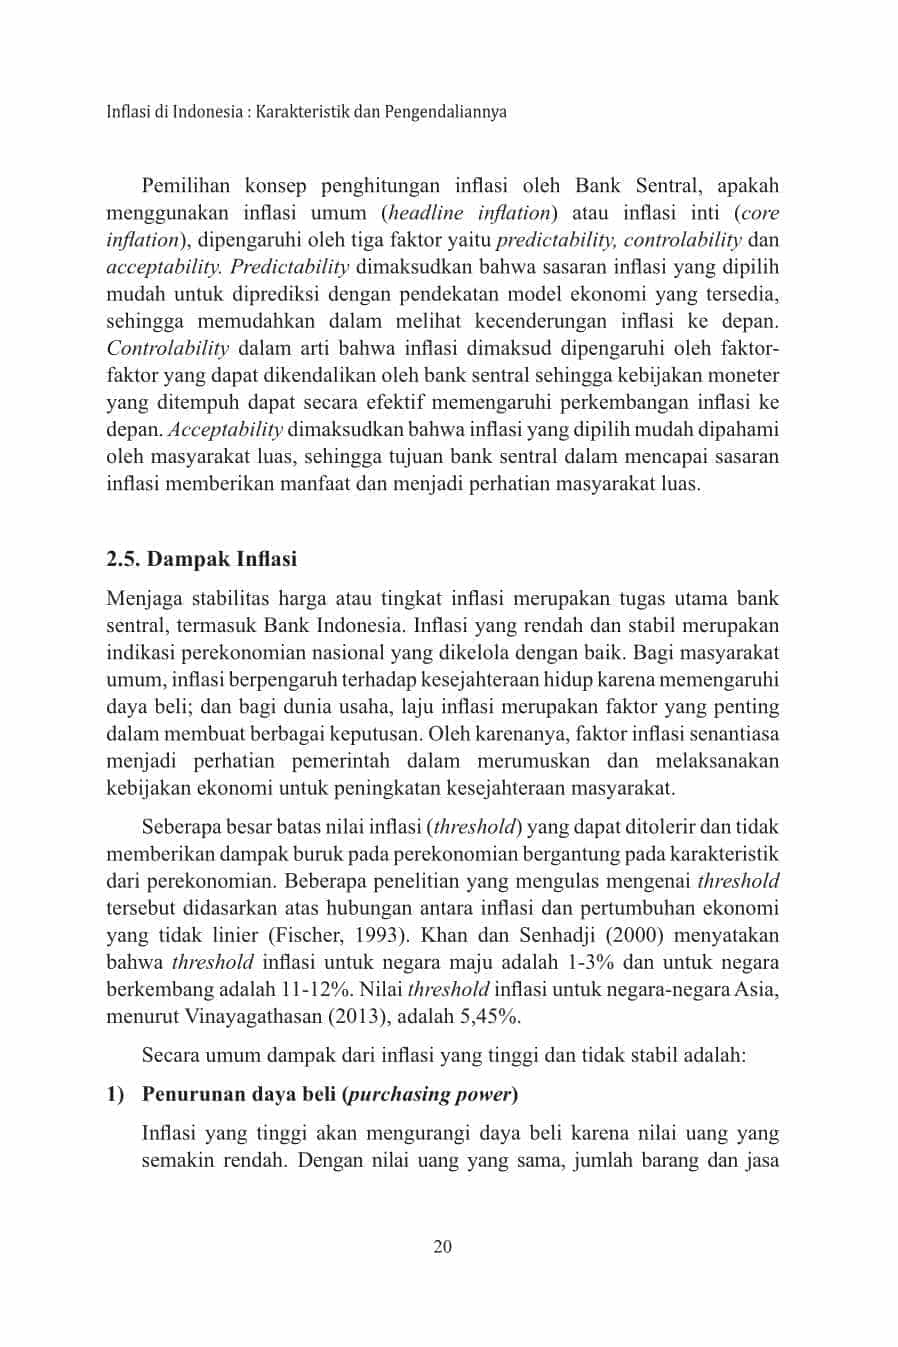 Inflasi di Indonesia : Karakteristik dan Pengendaliannya
Pemilihan konsep penghitungan inflasi oleh Bank Sentral, apakah
menggunakan inflasi umum (headline inflation) atau inflasi inti (core
inflation), dipengaruhi oleh tiga faktor yaitu predictability, controlability dan
acceptability. Predictability dimaksudkan bahwa sasaran inflasi yang dipilih
mudah untuk diprediksi dengan pendekatan model ekonomi yang tersedia,
sehingga memudahkan dalam melihat kecenderungan inflasi ke depan.
Controlability dalam arti bahwa inflasi dimaksud dipengaruhi oleh faktor-
faktor yang dapat dikendalikan oleh bank sentral sehingga kebijakan moneter
yang ditempuh dapat secara efektif memengaruhi perkembangan inflasi ke
depan. Acceptability dimaksudkan bahwa inflasi yang dipilih mudah dipahami
oleh masyarakat luas, sehingga tujuan bank sentral dalam mencapai sasaran
inflasi memberikan manfaat dan menjadi perhatian masyarakat luas.
2.5. Dampak Inflasi
Menjaga stabilitas harga atau tingkat inflasi merupakan tugas utama bank
sentral, termasuk Bank Indonesia. Inflasi yang rendah dan stabil merupakan
indikasi perekonomian nasional yang dikelola dengan baik. Bagi masyarakat
umum, inflasi berpengaruh terhadap kesejahteraan hidup karena memengaruhi
daya beli; dan bagi dunia usaha, laju inflasi merupakan faktor yang penting
dalam membuat berbagai keputusan. Oleh karenanya, faktor inflasi senantiasa
menjadi perhatian pemerintah dalam merumuskan dan melaksanakan
kebijakan ekonomi untuk peningkatan kesejahteraan masyarakat.
Seberapa besar batas nilai inflasi (threshold) yang dapat ditolerir dan tidak
memberikan dampak buruk pada perekonomian bergantung pada karakteristik
dari perekonomian. Beberapa penelitian yang mengulas mengenai threshold
tersebut didasarkan atas hubungan antara inflasi dan pertumbuhan ekonomi
yang tidak linier (Fischer, 1993). Khan dan Senhadji (2000) menyatakan
bahwa threshold inflasi untuk negara maju adalah 1-3% dan untuk negara
berkembang adalah 11-12%. Nilai threshold inflasi untuk negara-negara Asia,
menurut Vinayagathasan (2013), adalah 5,45%.
Secara umum dampak dari inflasi yang tinggi dan tidak stabil adalah:
1) Penurunan daya beli (purchasing power)
Inflasi yang tinggi akan mengurangi daya beli karena nilai uang yang
semakin rendah. Dengan nilai uang yang sama, jumlah barang dan jasa
20